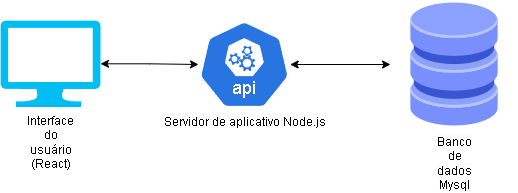 api
Interface
do
usuário
(React)
Servidor de aplicativo Node.js
Banco
de
dados
Mysql